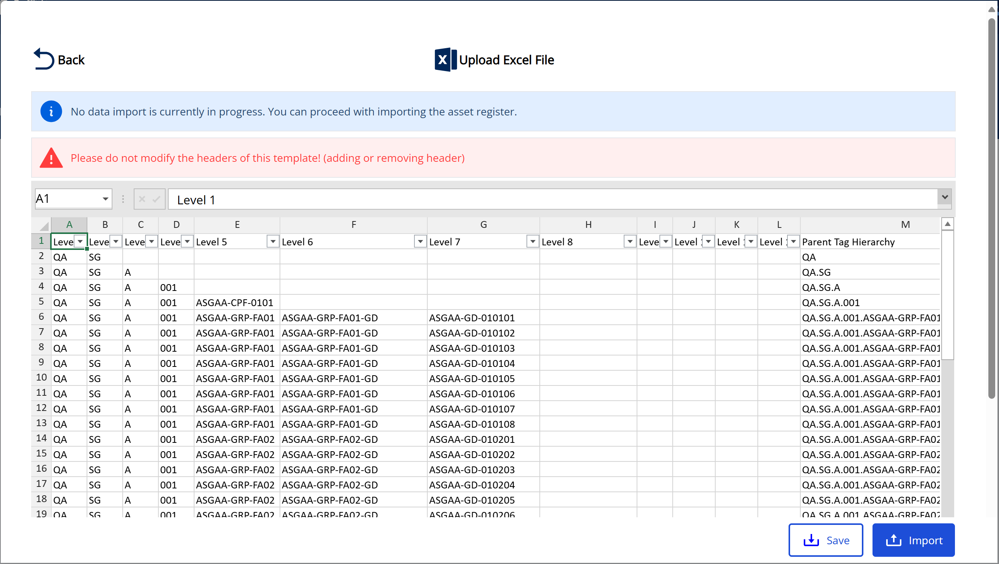 Back
Upload Excel File
No data import is currently in progress. You can proceed with importing the asset register.
Please do not modify the headers of this template! (adding or removing header)
A1 Level 1
A B C D E F G H I J K L M
1 Leve Leve Leve Leve Level 5 Level 6 Level 7 Level 8 Leve Level Level Level Parent Tag Hierarchy
2 QA SG QA
3 QA SG A QA.SG
4 QA SG A 001 QA.SG.A
5 QA SG A 001 ASGAA-CPF-0101 QA.SG.A.001
6 QA SG A 001 ASGAA-GRP-FA01 ASGAA-GRP-FA01-GD ASGAA-GD-010101 QA.SG.A.001.ASGAA-GRP-FA01
7 QA SG A 001 ASGAA-GRP-FA01 ASGAA-GRP-FA01-GD ASGAA-GD-010102 QA.SG.A.001.ASGAA-GRP-FA01
8 QA SG A 001 ASGAA-GRP-FA01 ASGAA-GRP-FA01-GD ASGAA-GD-010103 QA.SG.A.001.ASGAA-GRP-FA01
9 QA SG A 001 ASGAA-GRP-FA01 ASGAA-GRP-FA01-GD ASGAA-GD-010104 QA.SG.A.001.ASGAA-GRP-FA01
10 QA SG A 001 ASGAA-GRP-FA01 ASGAA-GRP-FA01-GD ASGAA-GD-010105 QA.SG.A.001.ASGAA-GRP-FA01
11 QA SG A 001 ASGAA-GRP-FA01 ASGAA-GRP-FA01-GD ASGAA-GD-010106 QA.SG.A.001.ASGAA-GRP-FA01
12 QA SG A 001 ASGAA-GRP-FA01 ASGAA-GRP-FA01-GD ASGAA-GD-010107 QA.SG.A.001.ASGAA-GRP-FA01
13 QA SG A 001 ASGAA-GRP-FA01 ASGAA-GRP-FA01-GD ASGAA-GD-010108 QA.SG.A.001.ASGAA-GRP-FA01
14 QA SG A 001 ASGAA-GRP-FA02 ASGAA-GRP-FA02-GD ASGAA-GD-010201 QA.SG.A.001.ASGAA-GRP-FA02
15 QA SG A 001 ASGAA-GRP-FA02 ASGAA-GRP-FA02-GD ASGAA-GD-010202 QA.SG.A.001.ASGAA-GRP-FA02
16 QA SG A 001 ASGAA-GRP-FA02 ASGAA-GRP-FA02-GD ASGAA-GD-010203 QA.SG.A.001.ASGAA-GRP-FA02
17 QA SG A 001 ASGAA-GRP-FA02 ASGAA-GRP-FA02-GD ASGAA-GD-010204 QA.SG.A.001.ASGAA-GRP-FA02
18 QA SG A 001 ASGAA-GRP-FA02 ASGAA-GRP-FA02-GD ASGAA-GD-010205 QA.SG.A.001.ASGAA-GRP-FA02
19 QA SG A 001 ASGAA-GRP-FA02 ASGAA-GRP-FA02-GD ASGAA-GD-010206 QA.SG.A.001.ASGAA-GRP-FA02
Save Import